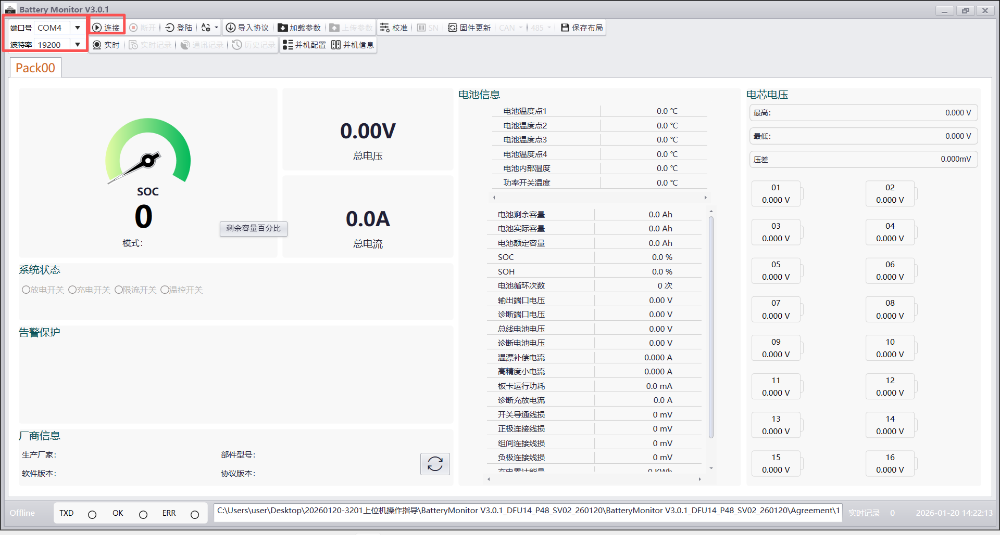 Battery Monitor V3.0.1
端口号 COM4 连接 断开 登陆 导入协议 加载参数 上传参数 校准 SN 固件更新 CAN 485 保存布局
波特率 19200 实时 实时记录 通讯记录 历史记录 并机配置 并机信息
Pack00
SOC
0
模式:
剩余容量百分比
0.00V
总电压
0.0A
总电流
系统状态
放电开关 充电开关 限流开关 温控开关
告警保护
厂商信息
生产厂家: 部件型号:
软件版本: 协议版本:
电池信息
电池温度点1 0.0 ℃
电池温度点2 0.0 ℃
电池温度点3 0.0 ℃
电池温度点4 0.0 ℃
电池内部温度 0.0 ℃
功率开关温度 0.0 ℃
电池剩余容量 0.0 Ah
电池实际容量 0.0 Ah
电池额定容量 0.0 Ah
SOC 0.0 %
SOH 0.0 %
电池循环次数 0 次
输出端口电压 0.00 V
诊断端口电压 0.00 V
总线电池电压 0.00 V
诊断电池电压 0.00 V
温漂补偿电流 0.000 A
高精度小电流 0.000 A
板卡运行功耗 0.0 mA
诊断充放电流 0.0 A
开关导通线损 0 mV
正极连接线损 0 mV
组间连接线损 0 mV
负极连接线损 0 mV
充电累计能量 0 KWh
电芯电压
最高: 0.000 V
最低: 0.000 V
压差 0.000mV
01 02
0.000 V 0.000 V
03 04
0.000 V 0.000 V
05 06
0.000 V 0.000 V
07 08
0.000 V 0.000 V
09 10
0.000 V 0.000 V
11 12
0.000 V 0.000 V
13 14
0.000 V 0.000 V
15 16
0.000 V 0.000 V
Offline TXD OK ERR C:\Users\user\Desktop\20260120-3201上位机操作指导\BatteryMonitor V3.0.1_DFU14_P48_SV02_260120\BatteryMonitor V3.0.1_DFU14_P48_SV02_260120\Agreement\1 实时记录 0 2026-01-20 14:22:13